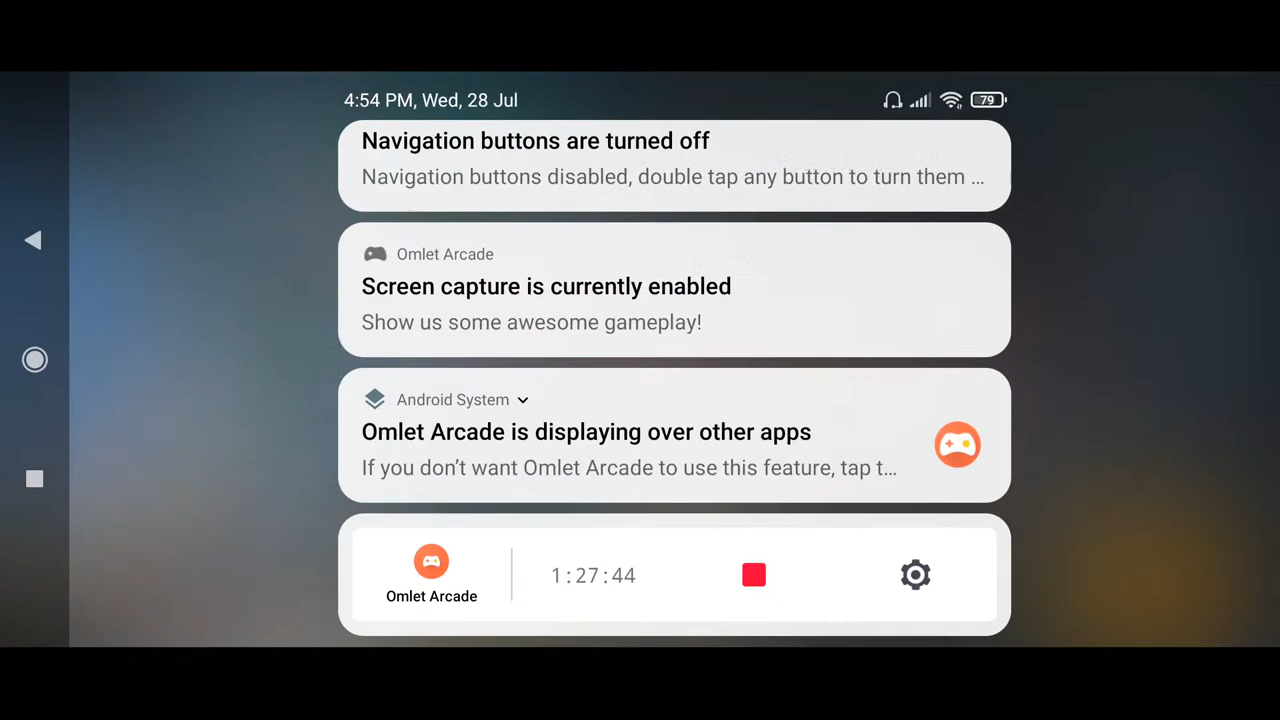 4:54 PM, Wed, 28 Jul
79
Navigation buttons are turned off
Navigation buttons disabled, double tap any button to turn them ...
Omlet Arcade
Screen capture is currently enabled
Show us some awesome gameplay!
Android System
Omlet Arcade is displaying over other apps
If you don’t want Omlet Arcade to use this feature, tap t...
1:27:44
Omlet Arcade